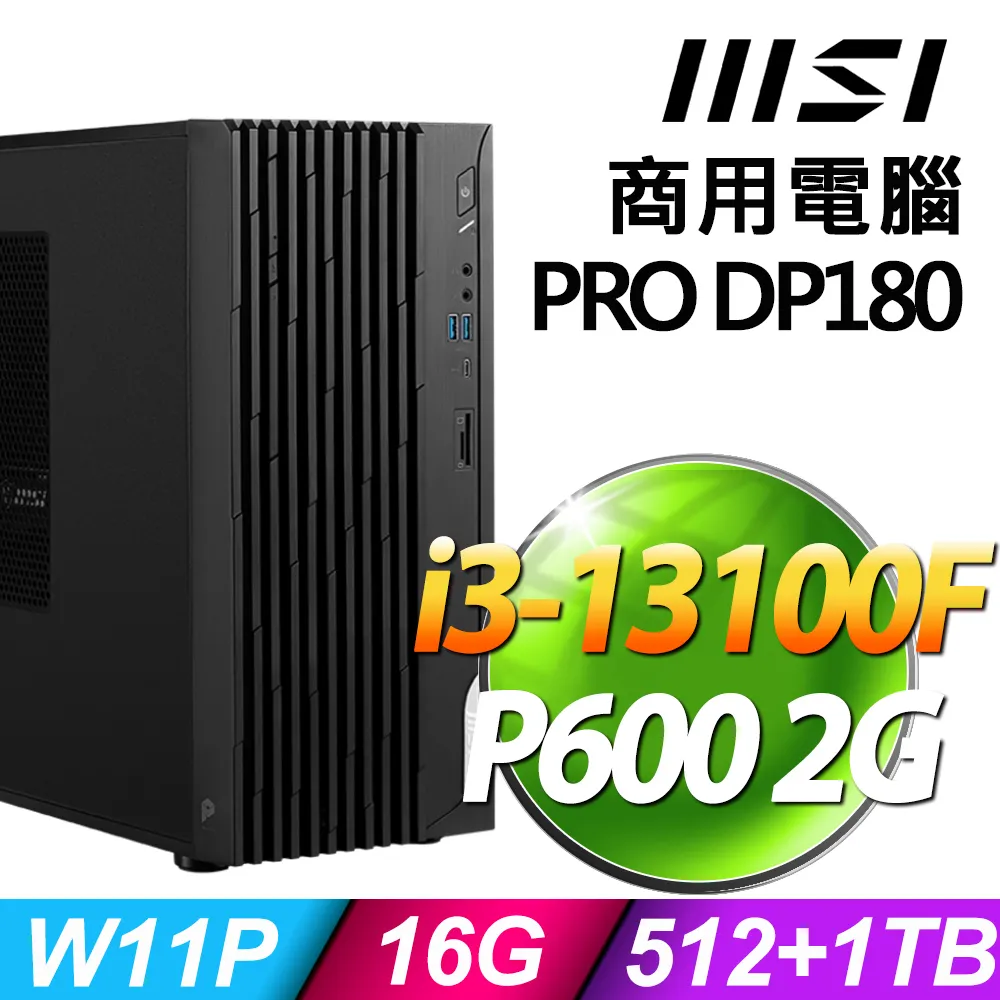 msi
商用電腦
PRO DP180
i3-13100F
P600 2G
W11P 16G 512+1TB